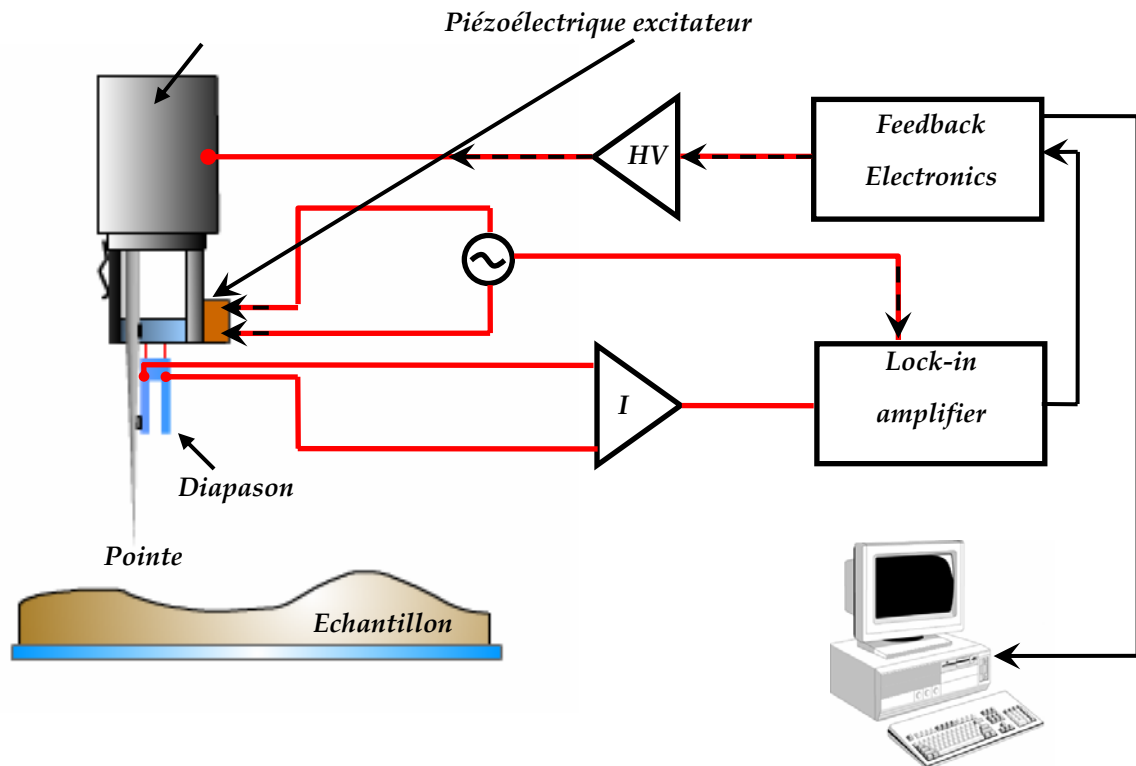 Piézoélectrique excitateur
HV
Feedback
Electronics
Lock-in
amplifier
I
Diapason
Pointe
Echantillon